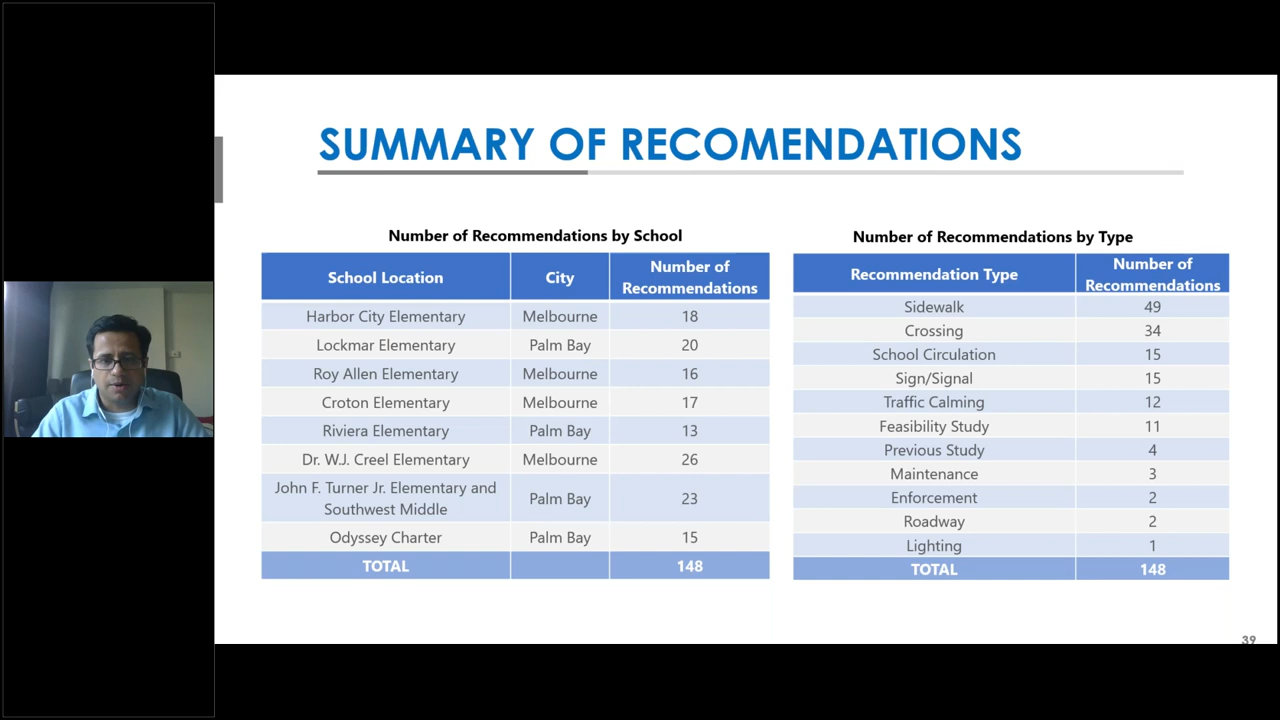 SUMMARY OF RECOMENDATIONS
Number of Recommendations by School
School Location City Number of Recommendations
Harbor City Elementary Melbourne 18
Lockmar Elementary Palm Bay 20
Roy Allen Elementary Melbourne 16
Croton Elementary Melbourne 17
Riviera Elementary Palm Bay 13
Dr. W.J. Creel Elementary Melbourne 26
John F. Turner Jr. Elementary and Southwest Middle Palm Bay 23
Odyssey Charter Palm Bay 15
TOTAL 148
Number of Recommendations by Type
Recommendation Type Number of Recommendations
Sidewalk 49
Crossing 34
School Circulation 15
Sign/Signal 15
Traffic Calming 12
Feasibility Study 11
Previous Study 4
Maintenance 3
Enforcement 2
Roadway 2
Lighting 1
TOTAL 148
39